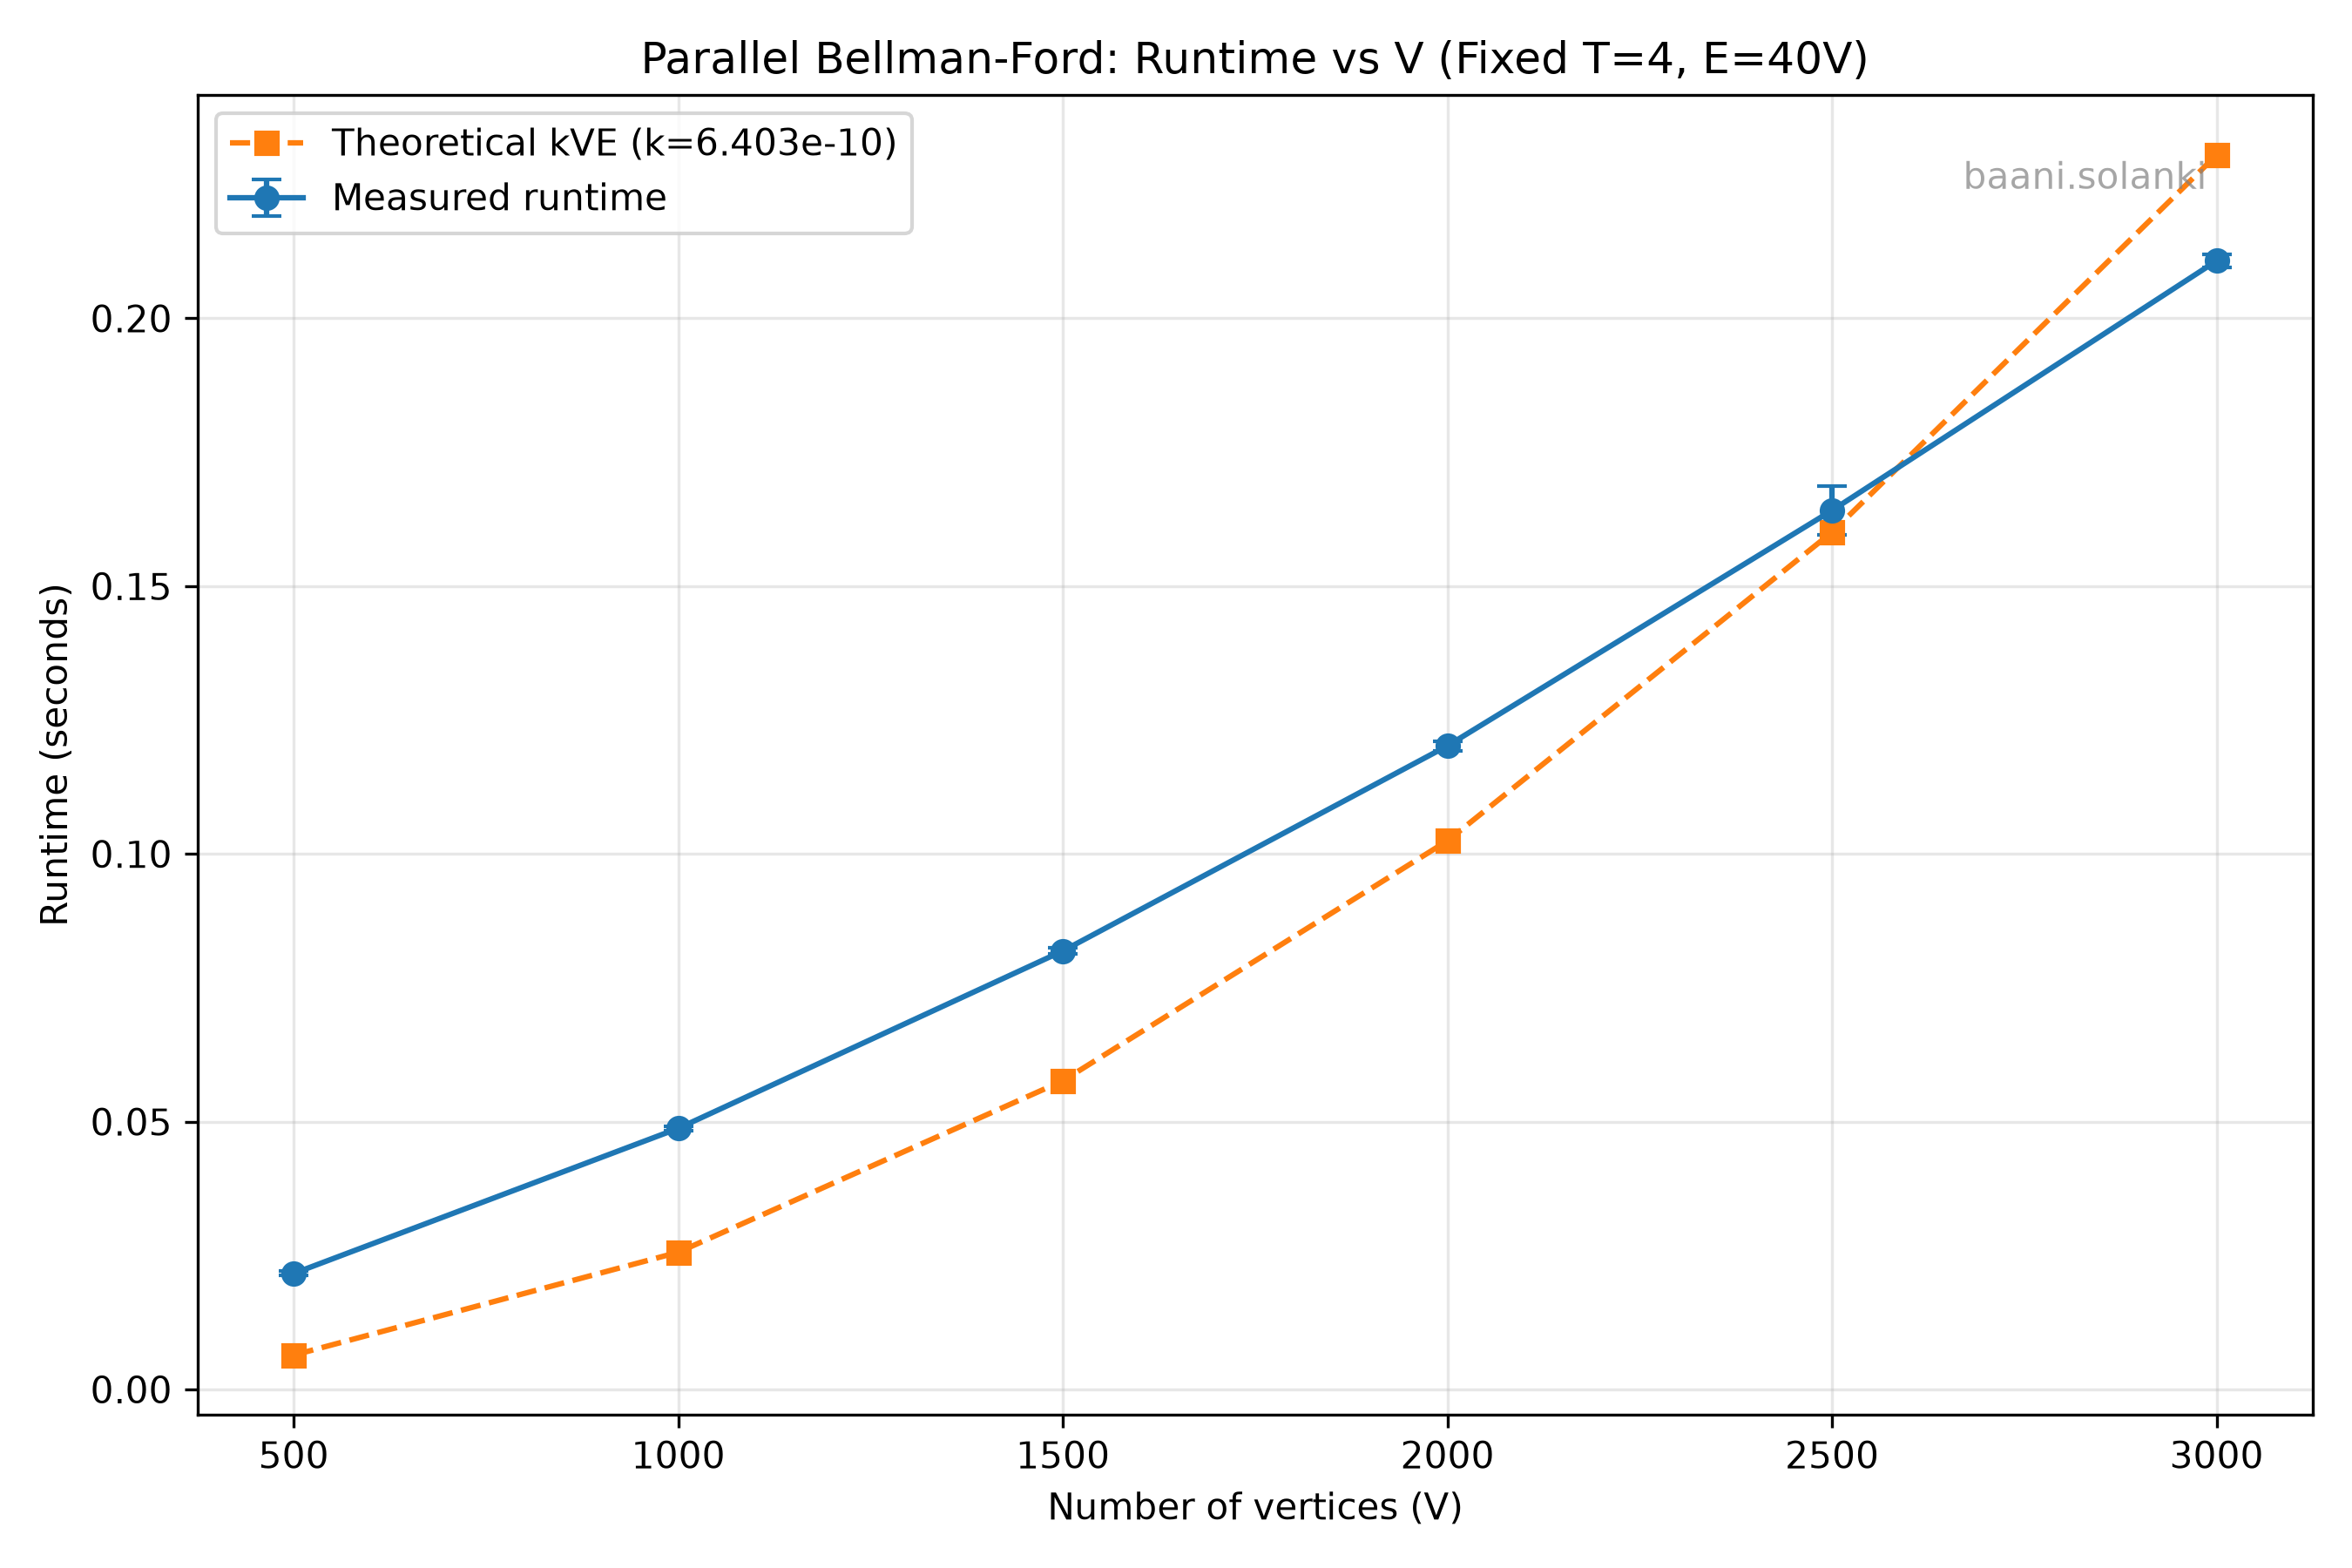 Parallel Bellman-Ford: Runtime vs V (Fixed T=4, E=40V)
Theoretical kVE (k=6.403e-10)
Measured runtime
baani.solanki
Runtime (seconds)
0.20
0.15
0.10
0.05
0.00
500 1000 1500 2000 2500 3000
Number of vertices (V)